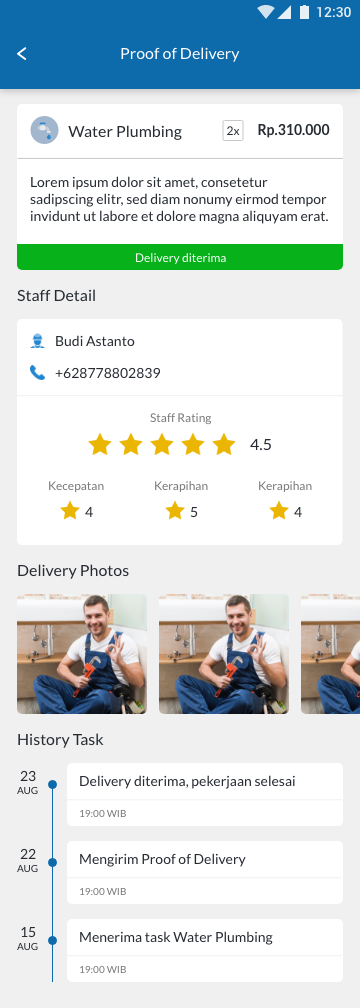 12:30
Proof of Delivery
Water Plumbing 2x Rp.310.000
Lorem ipsum dolor sit amet, consetetur
sadipscing elitr, sed diam nonumy eirmod tempor
invidunt ut labore et dolore magna aliquyam erat.
Delivery diterima
Staff Detail
Budi Astanto
+628778802839
Staff Rating
4.5
Kecepatan Kerapihan Kerapihan
4 5 4
Delivery Photos
History Task
23
AUG
Delivery diterima, pekerjaan selesai
19:00 WIB
22
AUG
Mengirim Proof of Delivery
19:00 WIB
15
AUG
Menerima task Water Plumbing
19:00 WIB